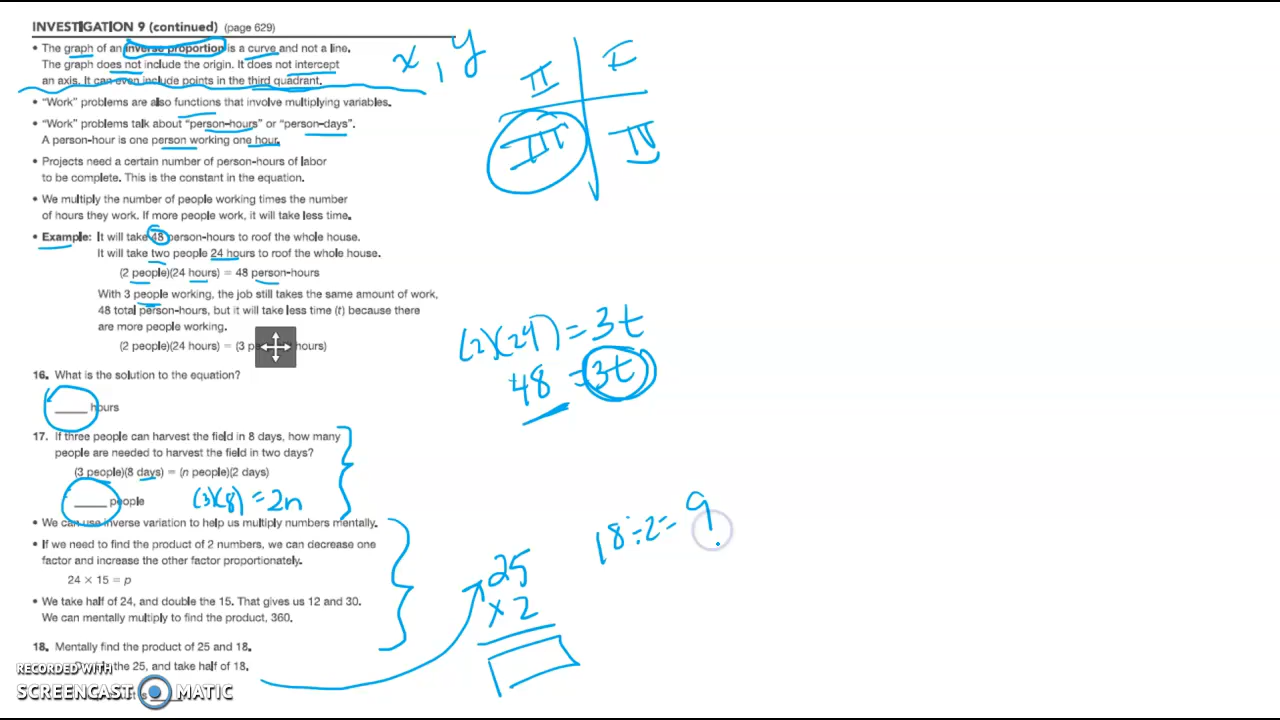 INVESTIGATION 9 (continued) (page 629)
• The graph of an inverse proportion is a curve and not a line.
The graph does not include the origin. It does not intercept
an axis. It can even include points in the third quadrant.
• “Work” problems are also functions that involve multiplying variables.
• “Work” problems talk about “person-hours” or “person-days”.
A person-hour is one person working one hour.
• Projects need a certain number of person-hours of labor
to be complete. This is the constant in the equation.
• We multiply the number of people working times the number
of hours they work. If more people work, it will take less time.
• Example: It will take 48 person-hours to roof the whole house.
It will take two people 24 hours to roof the whole house.
(2 people)(24 hours) = 48 person-hours
With 3 people working, the job still takes the same amount of work,
48 total person-hours, but it will take less time (t) because there
are more people working.
(2 people)(24 hours) = (3 hours)
16. What is the solution to the equation?
____ hours
17. If three people can harvest the field in 8 days, how many
people are needed to harvest the field in two days?
(3 people)(8 days) = (n people)(2 days)
____ people
(3)(8) = 2n
• We can use inverse variation to help us multiply numbers mentally.
• If we need to find the product of 2 numbers, we can decrease one
factor and increase the other factor proportionately.
24 × 15 = p
• We take half of 24, and double the 15. That gives us 12 and 30.
We can mentally multiply to find the product, 360.
18. Mentally find the product of 25 and 18.
the 25, and take half of 18.
x, y
II I
III IV
(2)(24) = 3t
48 = 3t
25
× 2
18 ÷ 2 = 9
RECORDED WITH
SCREENCAST MATIC